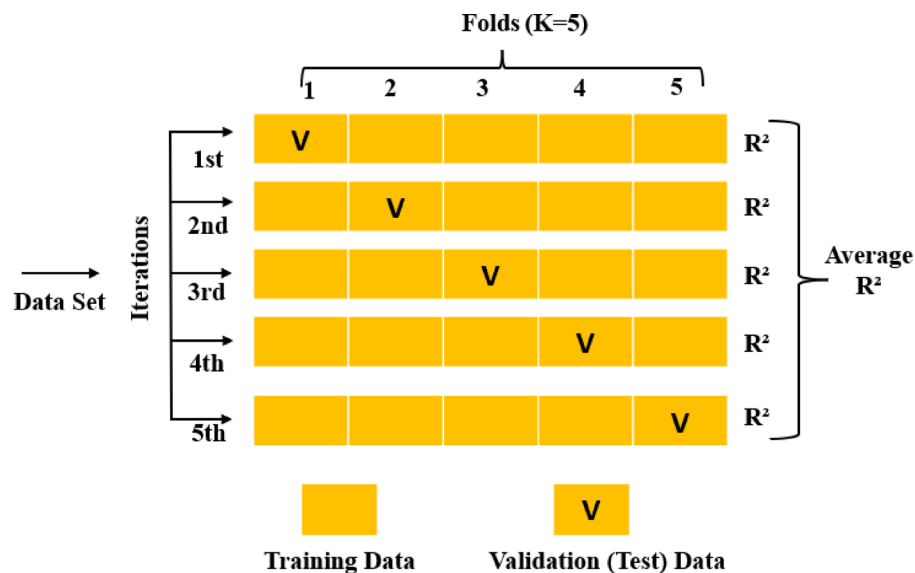 Folds (K=5)
1 2 3 4 5
V
1st
R²
V
2nd
R²
V
3rd
R²
V
4th
R²
V
5th
R²
Data Set
Iterations
Average
R²
V
Training Data
Validation (Test) Data